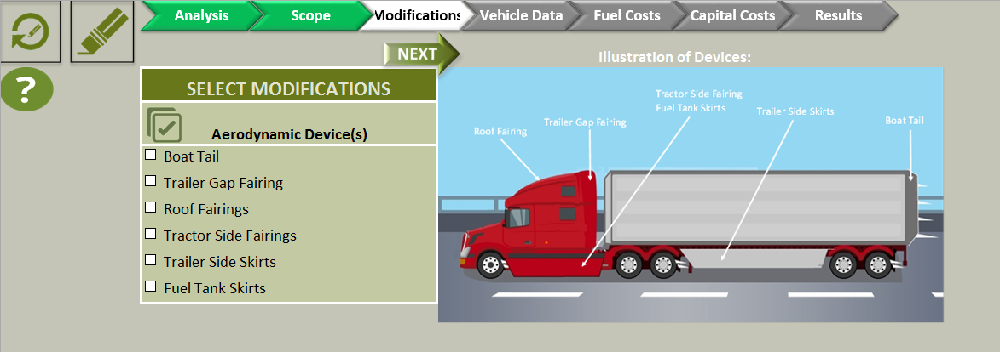 Analysis
Scope
Modifications
Vehicle Data
Fuel Costs
Capital Costs
Results
?
NEXT
Illustration of Devices:
SELECT MODIFICATIONS
Aerodynamic Device(s)
Boat Tail
Trailer Gap Fairing
Roof Fairings
Tractor Side Fairings
Trailer Side Skirts
Fuel Tank Skirts
Roof Fairing
Trailer Gap Fairing
Tractor Side Fairing
Fuel Tank Skirts
Trailer Side Skirts
Boat Tail